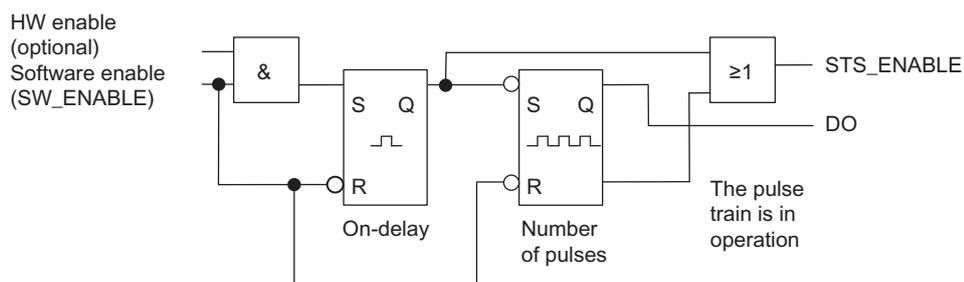 HW enable
(optional)
Software enable
(SW_ENABLE)
&
S Q
R
On-delay
S Q
R
Number
of pulses
≥1
STS_ENABLE
DO
The pulse
train is in
operation